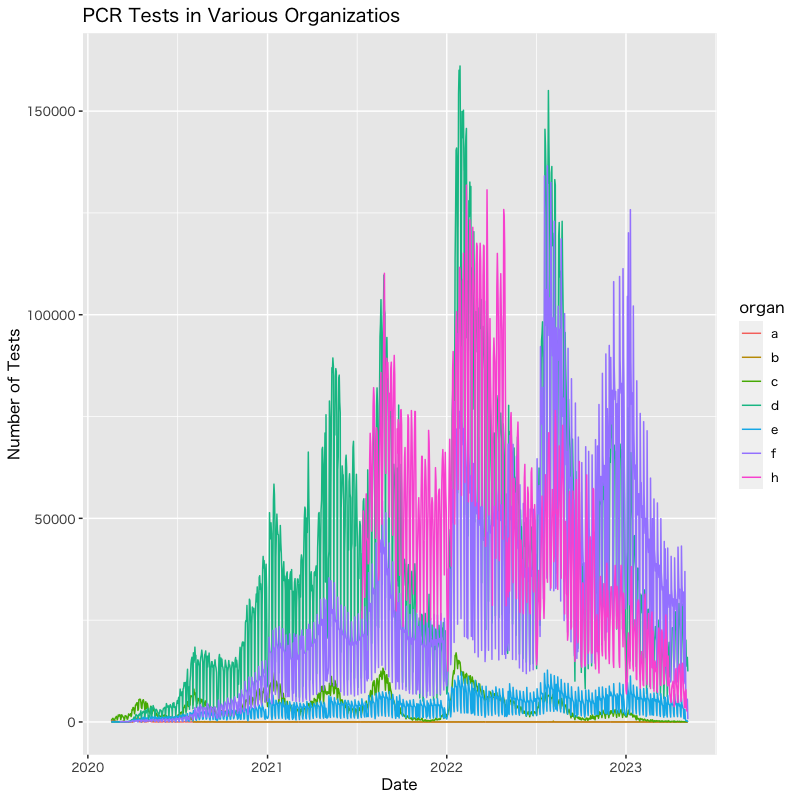 PCR Tests in Various Organizatios
150000
100000
50000
0
Number of Tests
2020
2021
2022
2023
Date
organ
a
b
c
d
e
f
h